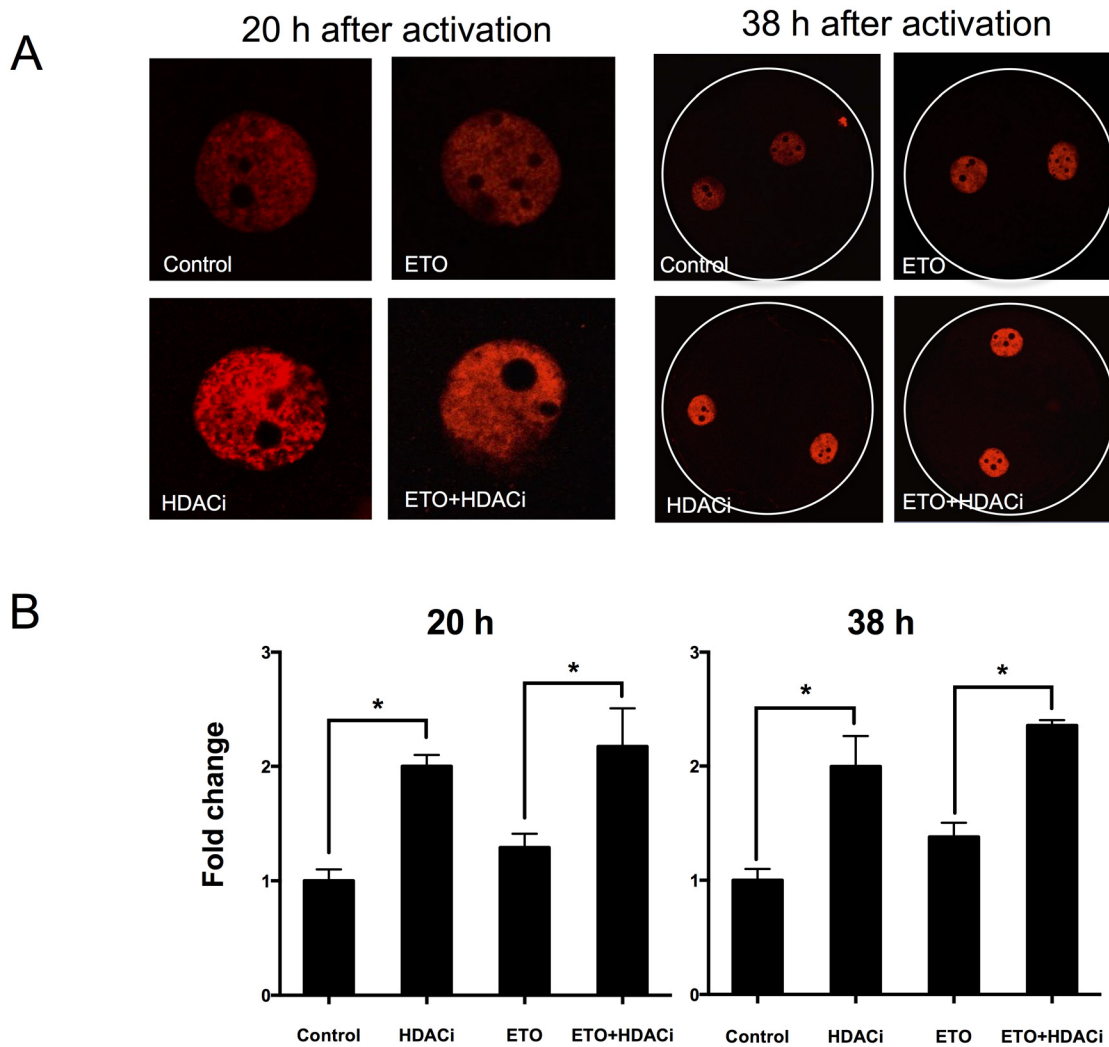 A
20 h after activation
38 h after activation
Control
ETO
Control
ETO
HDACi
ETO+HDACi
HDACi
ETO+HDACi
B
20 h
38 h
Fold change
3
2
1
0
*
*
Control
HDACi
ETO
ETO+HDACi
3
2
1
0
*
*
Control
HDACi
ETO
ETO+HDACi